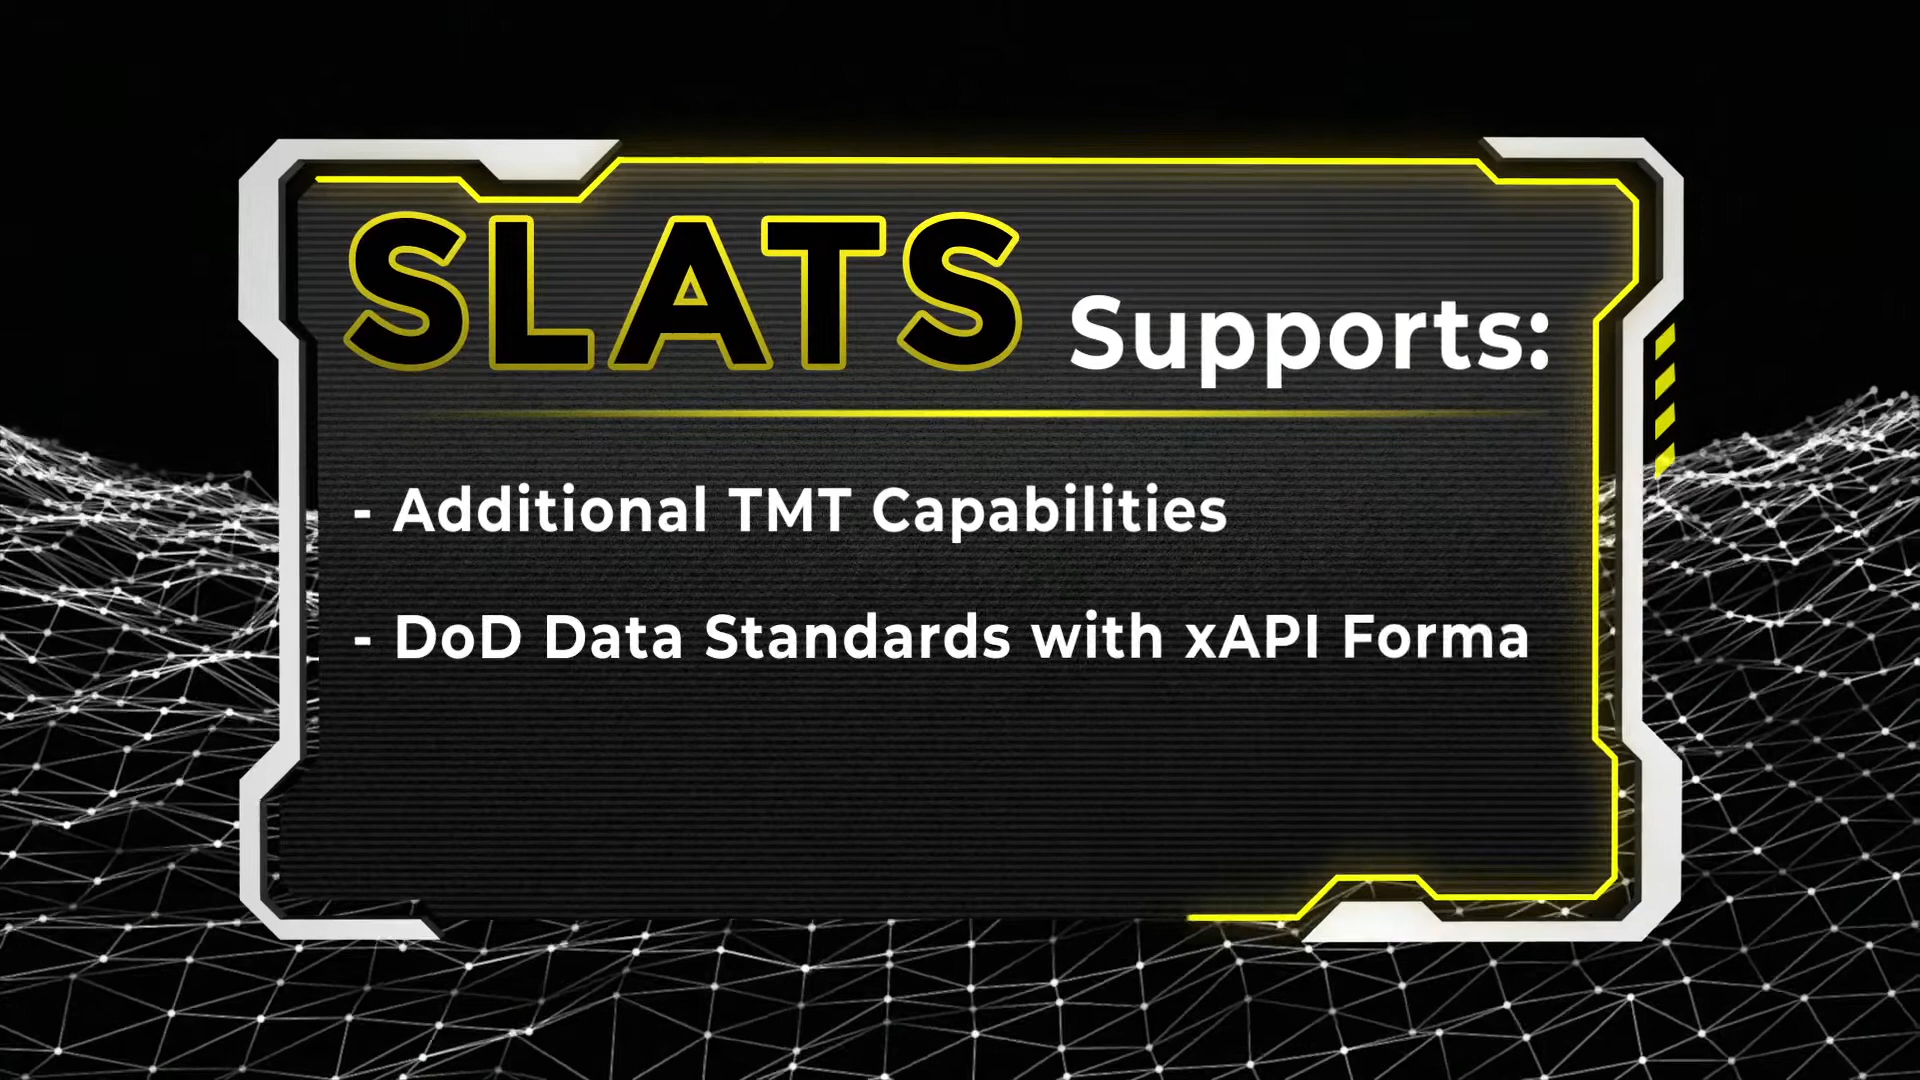 SLATS Supports:
- Additional TMT Capabilities
- DoD Data Standards with xAPI Forma